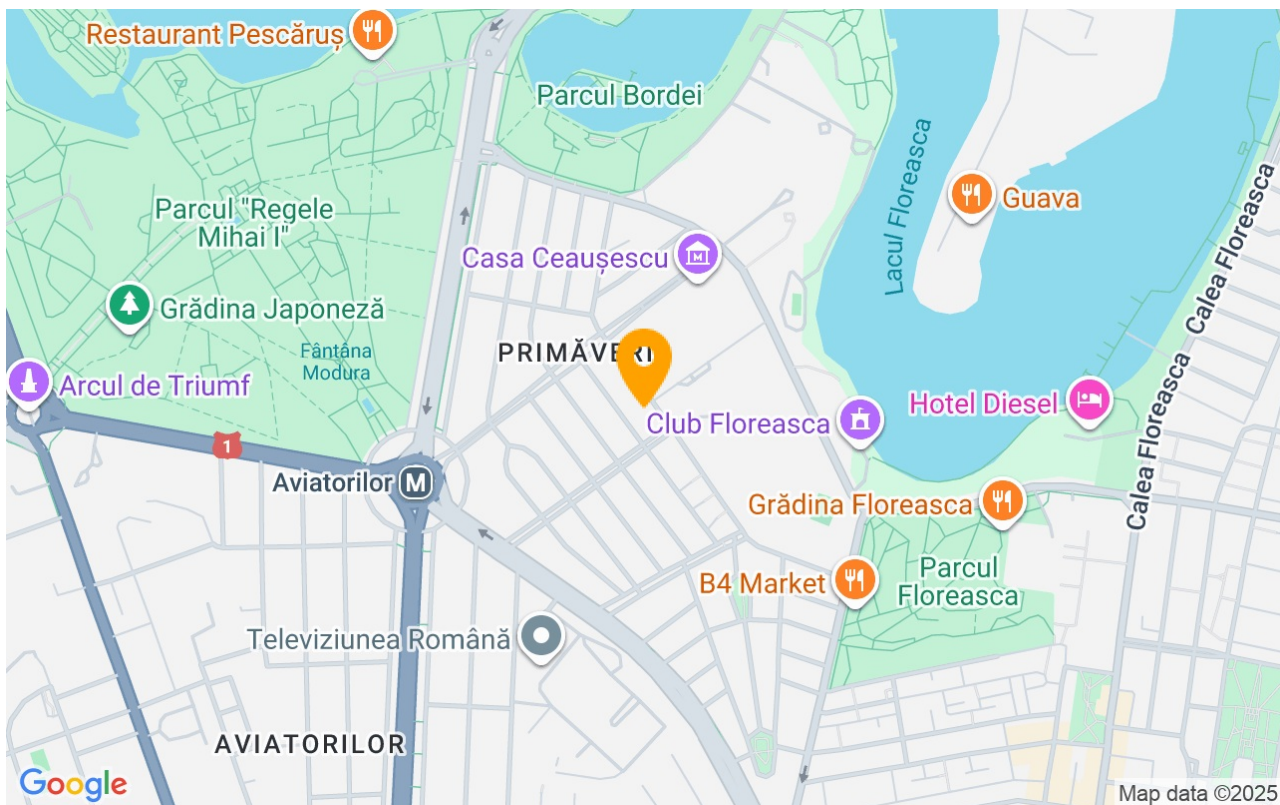 Restaurant Pescăruș
Parcul Bordei
Lacul Floreasca
Guava
Calea Floreasca
Parcul "Regele
Mihai I"
Casa Ceaușescu
Grădina Japoneză
Fântâna
Modura
Arcul de Triumf
1
Club Floreasca
Hotel Diesel
Calea Floreasca
Aviatorilor M
Grădina Floreasca
B4 Market
Parcul
Floreasca
Televiziunea Română
AVIATORILOR
Google
Map data ©2025